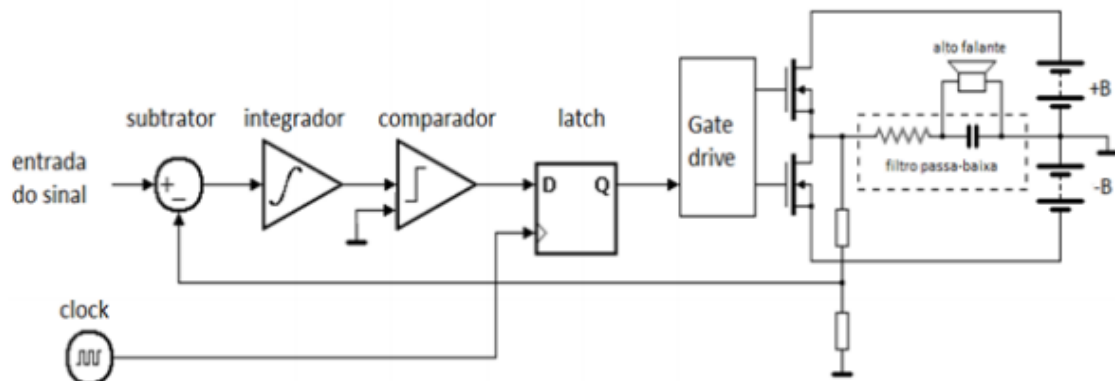 alto falante
+B
subtrator
integrador
comparador
latch
Gate
drive
entrada
do sinal
+
−
D
Q
filtro passa-baixa
-B
clock